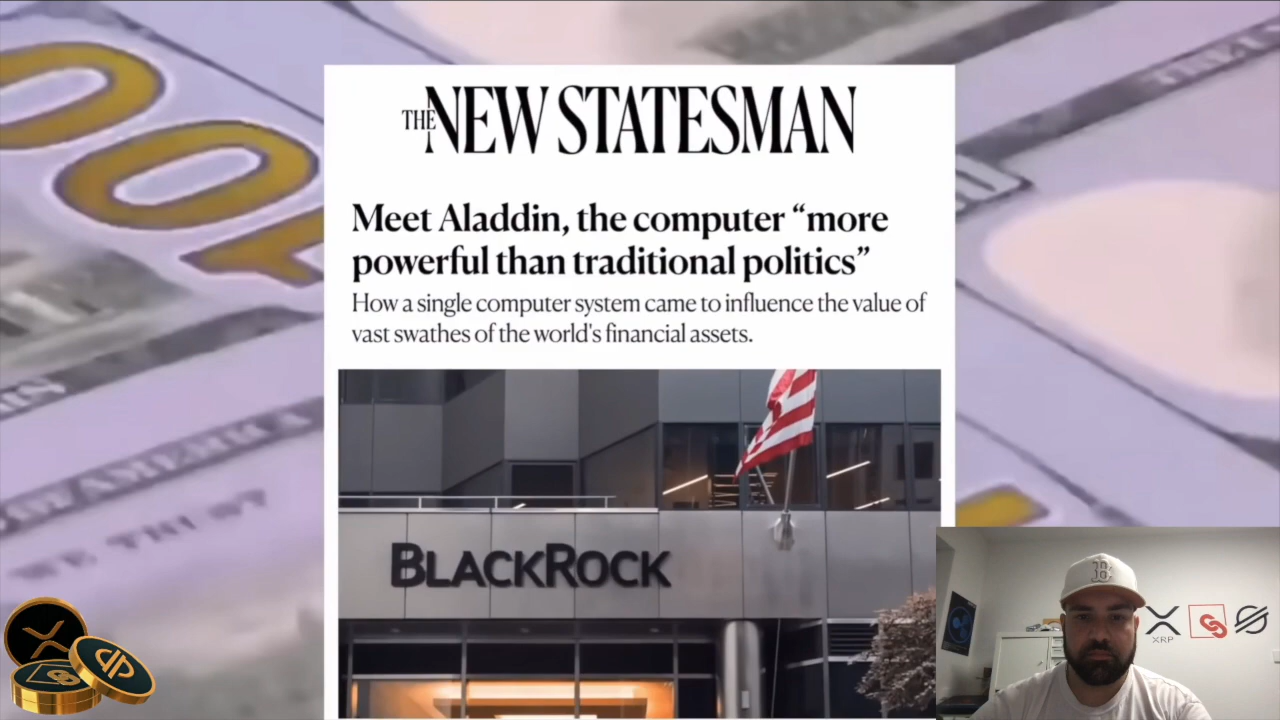 THE NEW STATESMAN
Meet Aladdin, the computer “more
powerful than traditional politics”
How a single computer system came to influence the value of
vast swathes of the world's financial assets.
BLACKROCK
B
XRP